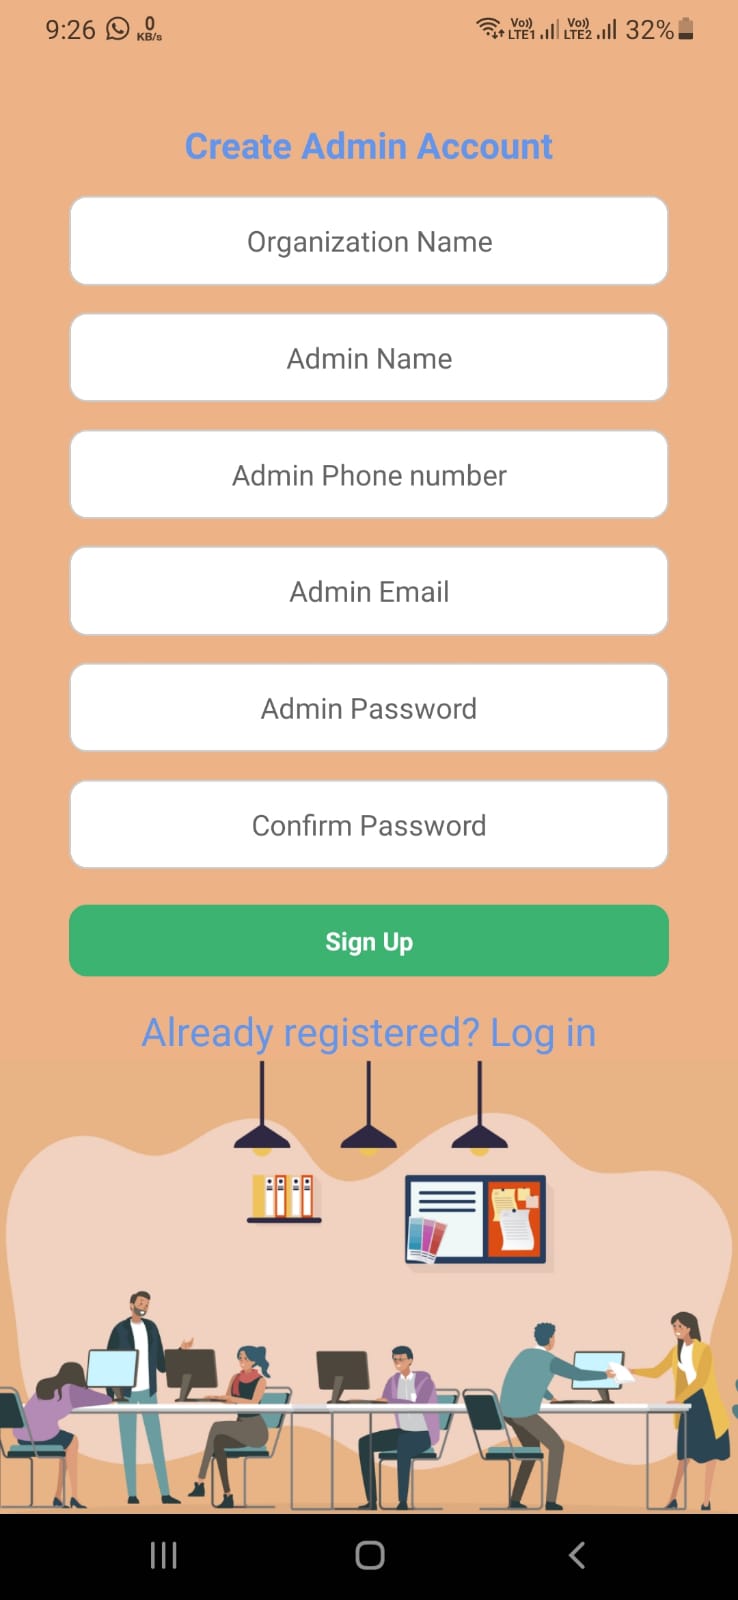 9:26 0 KB/s Vo)) LTE1 Vo)) LTE2 32%
Create Admin Account
Organization Name
Admin Name
Admin Phone number
Admin Email
Admin Password
Confirm Password
Sign Up
Already registered? Log in